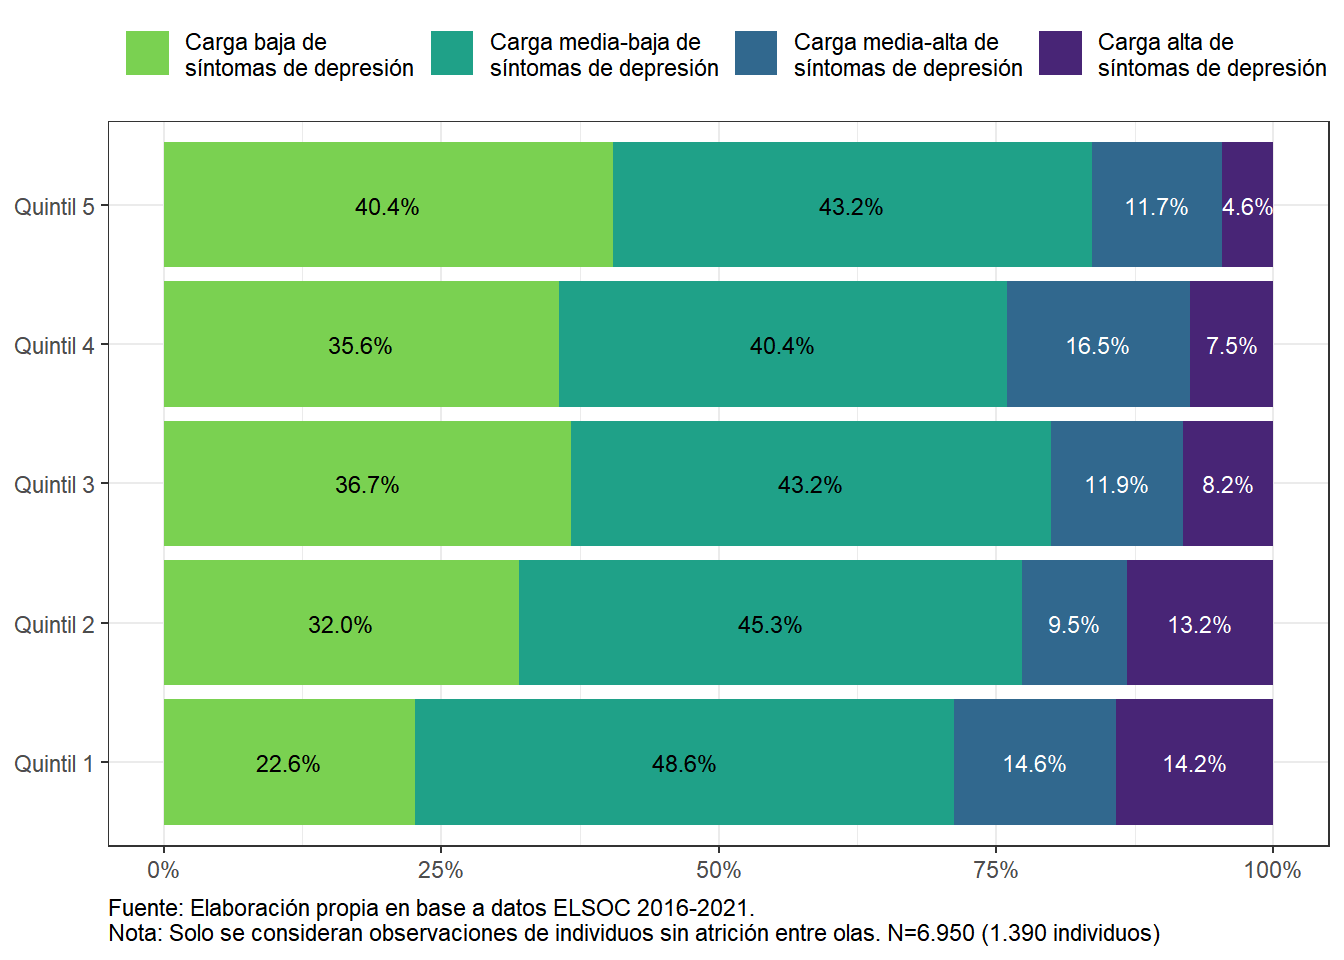 Carga baja de
síntomas de depresión
Carga media-baja de
síntomas de depresión
Carga media-alta de
síntomas de depresión
Carga alta de
síntomas de depresión
Quintil 5
40.4%
43.2%
11.7%
4.6%
Quintil 4
35.6%
40.4%
16.5%
7.5%
Quintil 3
36.7%
43.2%
11.9%
8.2%
Quintil 2
32.0%
45.3%
9.5%
13.2%
Quintil 1
22.6%
48.6%
14.6%
14.2%
0%
25%
50%
75%
100%
Fuente: Elaboración propia en base a datos ELSOC 2016-2021.
Nota: Solo se consideran observaciones de individuos sin atrición entre olas. N=6.950 (1.390 individuos)